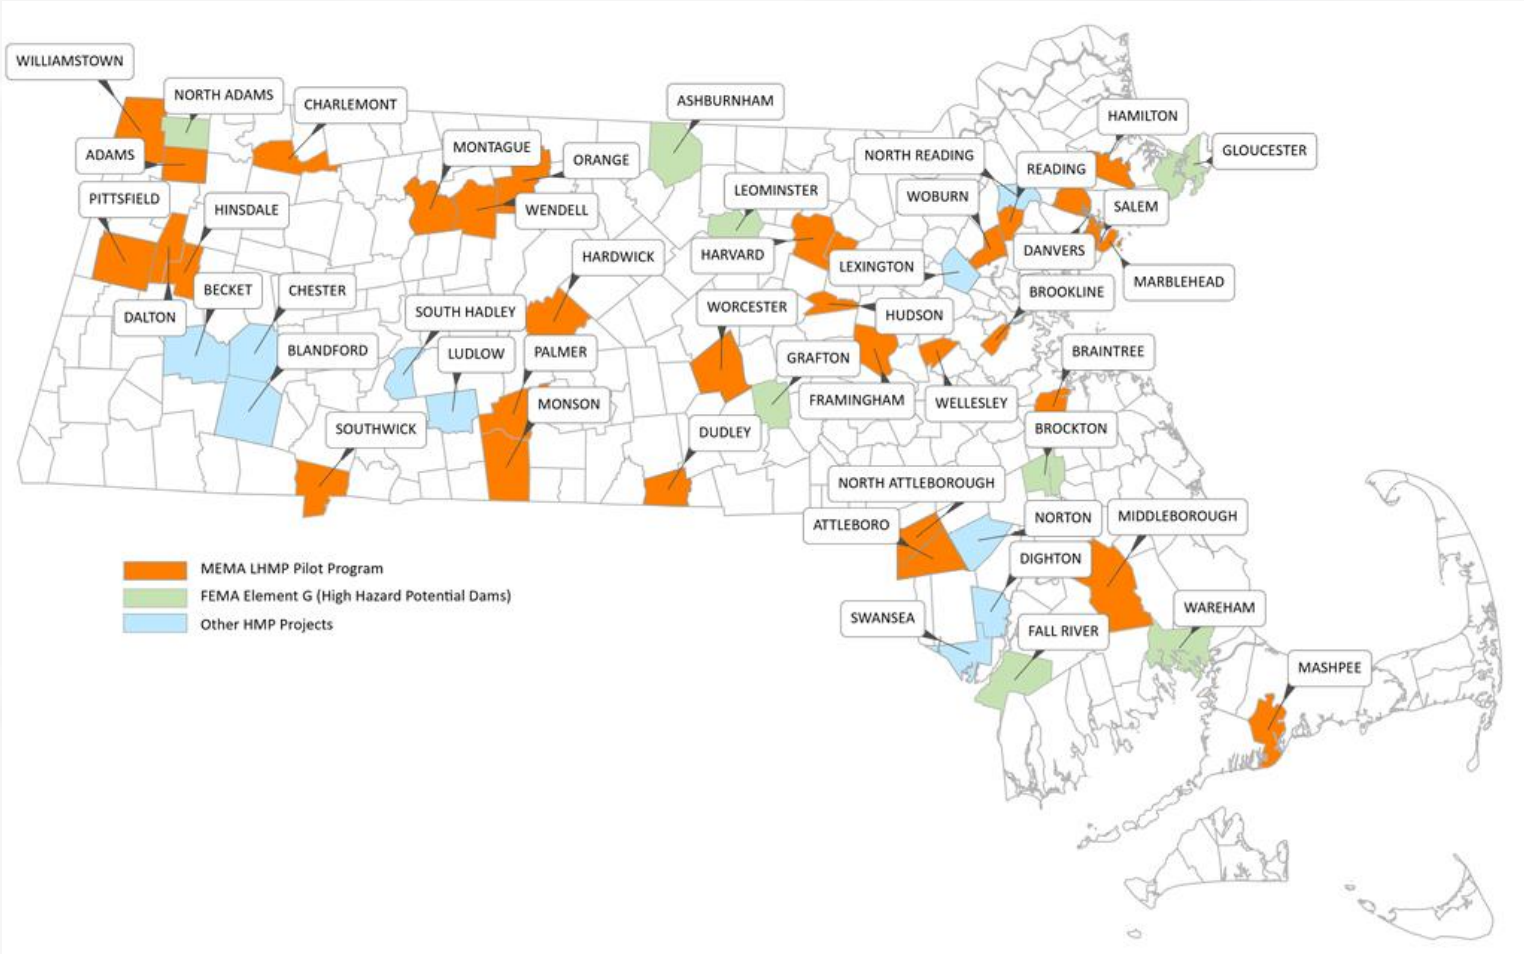 WILLIAMSTOWN
NORTH ADAMS
CHARLEMONT
ASHBURNHAM
HAMILTON
ADAMS
MONTAGUE
ORANGE
NORTH READING
READING
GLOUCESTER
PITTSFIELD
HINSDALE
WENDELL
LEOMINSTER
WOBURN
SALEM
HARVARD
DANVERS
HARDWICK
LEXINGTON
MARBLEHEAD
BECKET
CHESTER
BROOKLINE
DALTON
SOUTH HADLEY
WORCESTER
HUDSON
BLANDFORD
LUDLOW
PALMER
GRAFTON
BRAINTREE
SOUTHWICK
MONSON
FRAMINGHAM
WELLESLEY
DUDLEY
BROCKTON
NORTH ATTLEBOROUGH
ATTLEBORO
NORTON
MIDDLEBOROUGH
DIGHTON
MEMA LHMP Pilot Program
FEMA Element G (High Hazard Potential Dams)
Other HMP Projects
SWANSEA
FALL RIVER
WAREHAM
MASHPEE